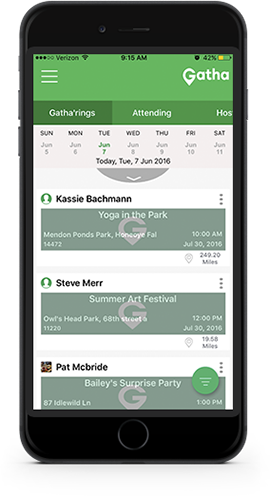 Verizon 9:15 AM 42%
Gatha
Gatha'rings Attending Hos
SUN MON TUE WED THU FRI SAT
Jun Jun Jun Jun Jun Jun Jun
5 6 7 8 9 10 11
Today, Tue, 7 Jun 2016
Kassie Bachmann
Yoga in the Park
Mendon Ponds Park, Honeoye Fal 10:00 AM
14472 Jul 30, 2016
249.20
Miles
Steve Merr
Summer Art Festival
Owl's Head Park, 68th street a 12:00 PM
11220 Jul 30, 2016
19.58
Miles
Pat Mcbride
Bailey's Surprise Party
87 Idlewild Ln 1:00 PM